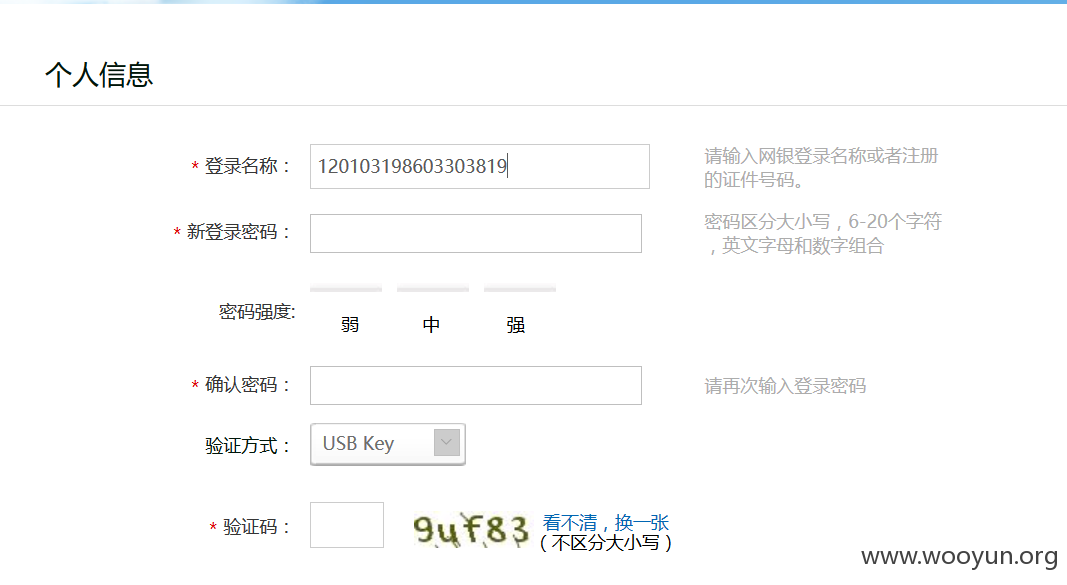 个人信息
* 登录名称：
120103198603303819
请输入网银登录名称或者注册
的证件号码。
* 新登录密码：
密码区分大小写，6-20个字符
，英文字母和数字组合
密码强度:
弱 中 强
* 确认密码：
请再次输入登录密码
验证方式：
USB Key
* 验证码：
9uf83
看不清，换一张
(不区分大小写)
www.wooyun.org